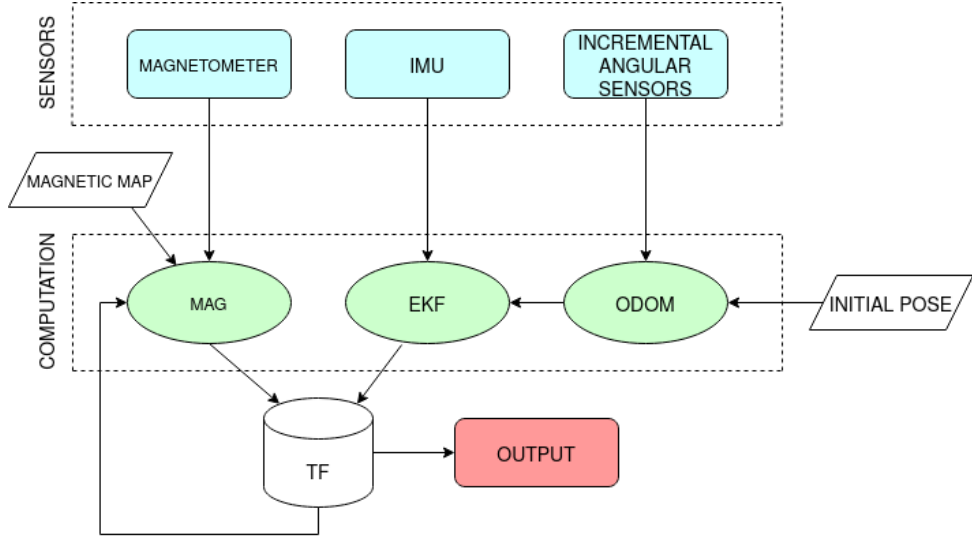 SENSORS
MAGNETOMETER
IMU
INCREMENTAL
ANGULAR
SENSORS
MAGNETIC MAP
COMPUTATION
MAG
EKF
ODOM
INITIAL POSE
TF
OUTPUT